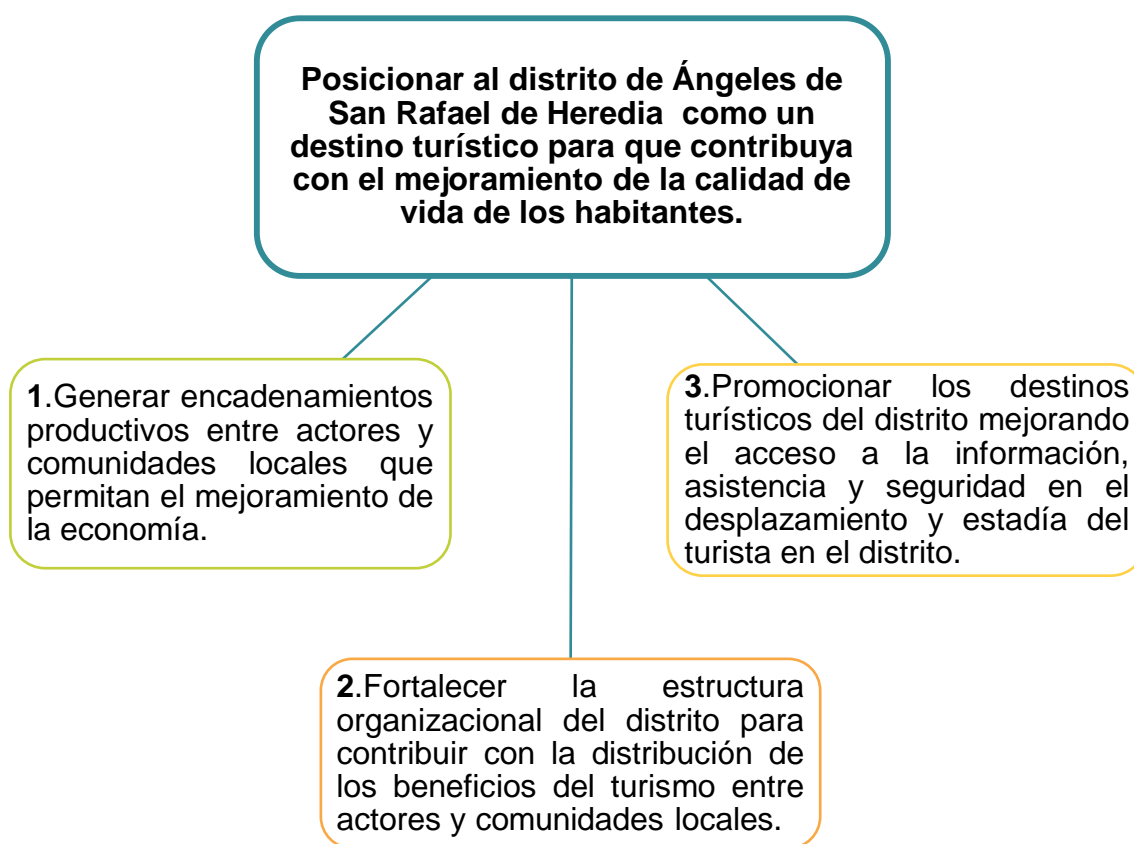 Posicionar al distrito de Ángeles de
San Rafael de Heredia como un
destino turístico para que contribuya
con el mejoramiento de la calidad de
vida de los habitantes.
1.Generar encadenamientos
productivos entre actores y
comunidades locales que
permitan el mejoramiento de
la economía.
3.Promocionar los destinos
turísticos del distrito mejorando
el acceso a la información,
asistencia y seguridad en el
desplazamiento y estadía del
turista en el distrito.
2.Fortalecer la estructura
organizacional del distrito para
contribuir con la distribución de
los beneficios del turismo entre
actores y comunidades locales.